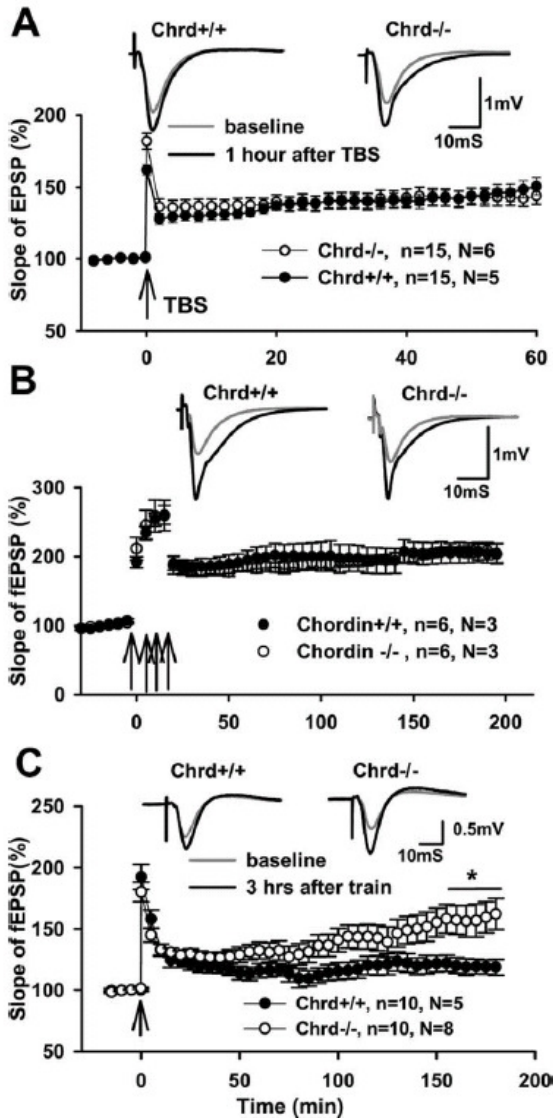 A
Chrd+/+
Chrd-/-
1mV
10mS
baseline
1 hour after TBS
Slope of EPSP (%)
200
150
100
50
Chrd-/-, n=15, N=6
Chrd+/+, n=15, N=5
TBS
0
20
40
60
B
Chrd+/+
Chrd-/-
1mV
10mS
Slope of fEPSP (%)
300
200
100
0
Chordin+/+, n=6, N=3
Chordin -/-, n=6, N=3
0
50
100
150
200
C
Chrd+/+
Chrd-/-
0.5mV
10mS
baseline
3 hrs after train
*
Slope of fEPSP(%)
250
200
150
100
50
Chrd+/+, n=10, N=5
Chrd-/-, n=10, N=8
0
50
100
150
200
Time (min)